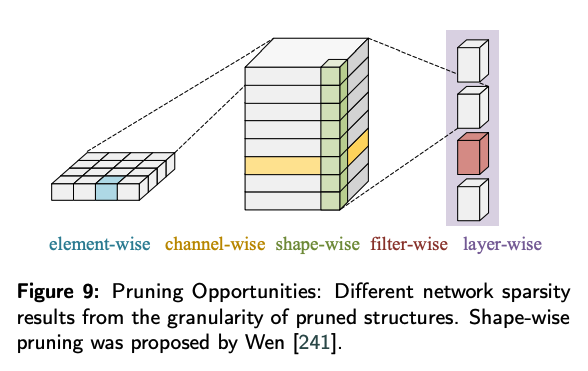 element-wise channel-wise shape-wise filter-wise layer-wise
Figure 9: Pruning Opportunities: Different network sparsity
results from the granularity of pruned structures. Shape-wise
pruning was proposed by Wen [241].